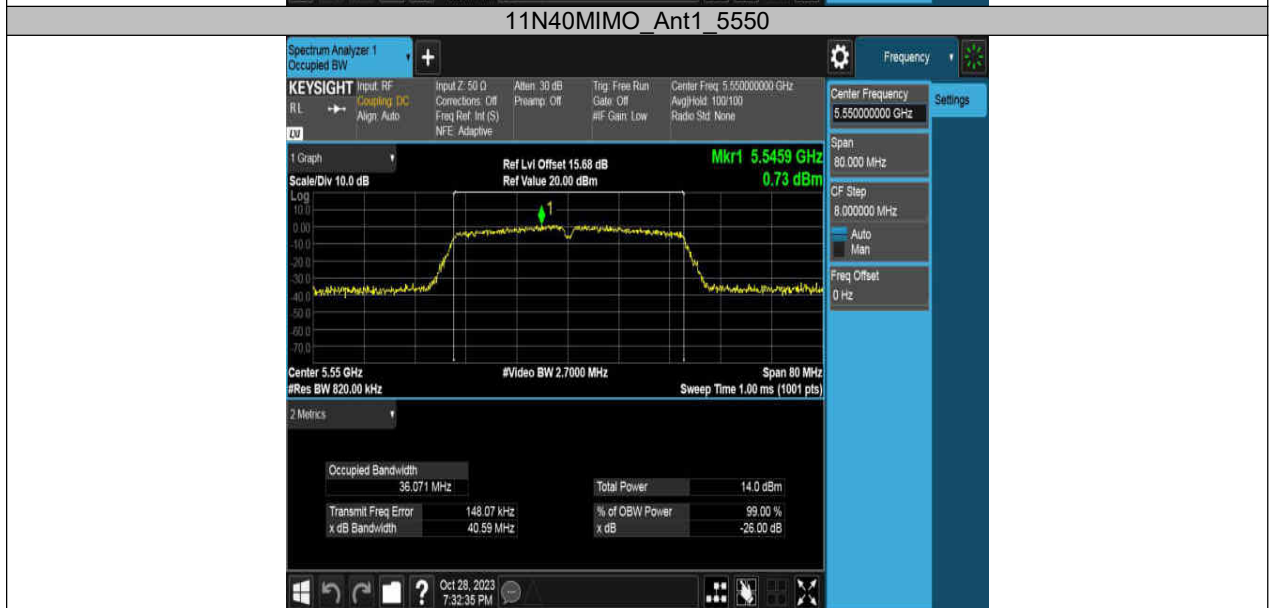 11N40MIMO_Ant1_5550
Spectrum Analyzer 1
Occupied BW
+
Frequency
KEYSIGHT
RL
Input: RF
Coupling: DC
Align: Auto
Input Z: 50 Ω
Corrections: Off
Freq Ref: Int (S)
NFE: Adaptive
Atten: 30 dB
Preamp: Off
Trig: Free Run
Gate: Off
#IF Gain: Low
Center Freq: 5.550000000 GHz
Avg|Hold: 100/100
Radio Std: None
Center Frequency
5.550000000 GHz
Settings
Span
80.000 MHz
CF Step
8.000000 MHz
Auto
Man
Freq Offset
0 Hz
1 Graph
Scale/Div 10.0 dB
Ref Lvl Offset 15.68 dB
Ref Value 20.00 dBm
Mkr1 5.5459 GHz
0.73 dBm
Log
10.0
0.00
-10.0
-20.0
-30.0
-40.0
-50.0
-60.0
-70.0
1
Center 5.55 GHz
#Res BW 820.00 kHz
#Video BW 2.7000 MHz
Span 80 MHz
Sweep Time 1.00 ms (1001 pts)
2 Metrics
Occupied Bandwidth
36.071 MHz
Total Power 14.0 dBm
Transmit Freq Error 148.07 kHz
% of OBW Power 99.00 %
x dB Bandwidth 40.59 MHz
x dB -26.00 dB
?
Oct 28, 2023
7:32:35 PM